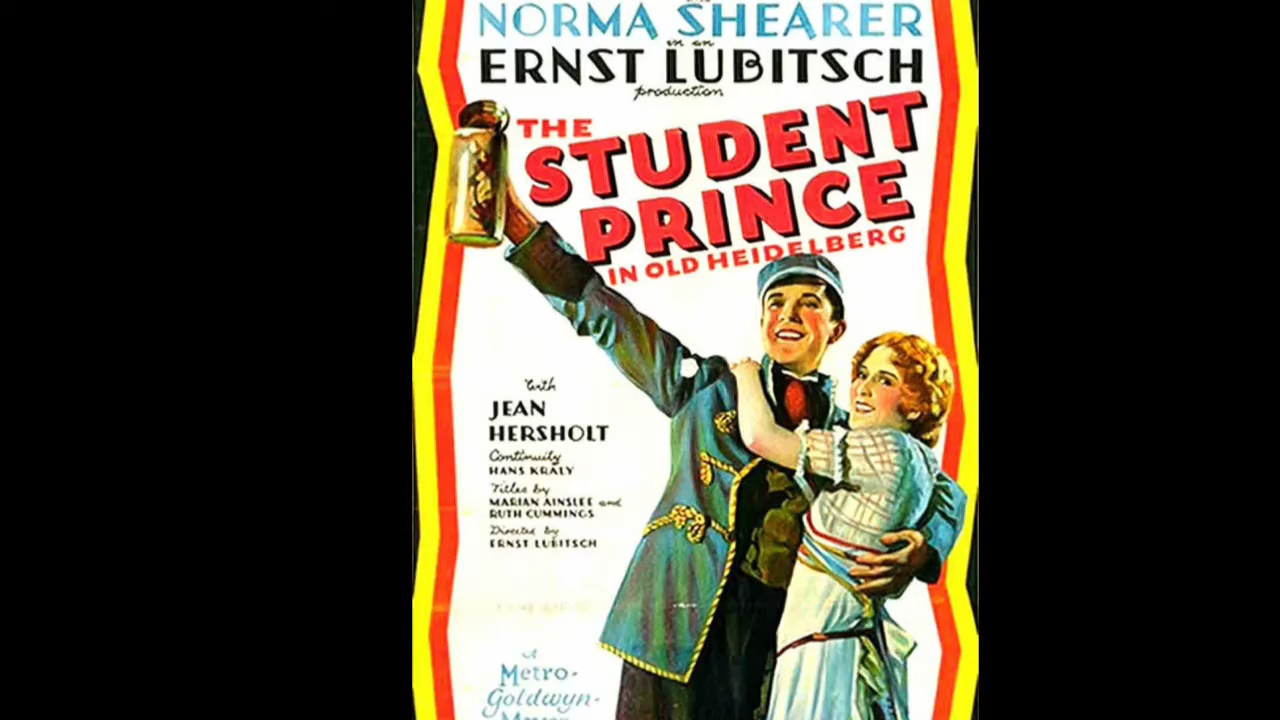 NORMA SHEARER
in an
ERNST LUBITSCH
production
THE
STUDENT
PRINCE
IN OLD HEIDELBERG
with
JEAN
HERSHOLT
Continuity
HANS KRALY
Titles by
MARIAN AINSLEE and
RUTH CUMMINGS
Directed by
ERNST LUBITSCH
A
Metro-
Goldwyn-
Mayer